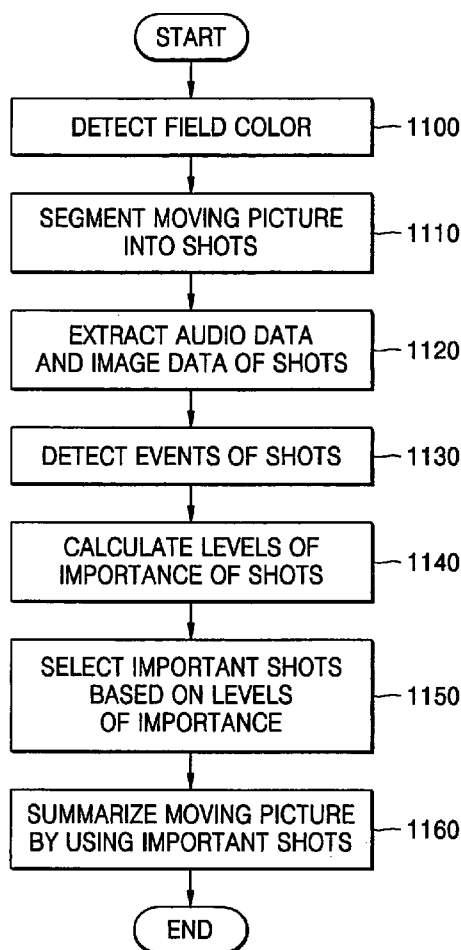 START
DETECT FIELD COLOR
1100
SEGMENT MOVING PICTURE
INTO SHOTS
1110
EXTRACT AUDIO DATA
AND IMAGE DATA OF SHOTS
1120
DETECT EVENTS OF SHOTS
1130
CALCULATE LEVELS OF
IMPORTANCE OF SHOTS
1140
SELECT IMPORTANT SHOTS
BASED ON LEVELS
OF IMPORTANCE
1150
SUMMARIZE MOVING PICTURE
BY USING IMPORTANT SHOTS
1160
END